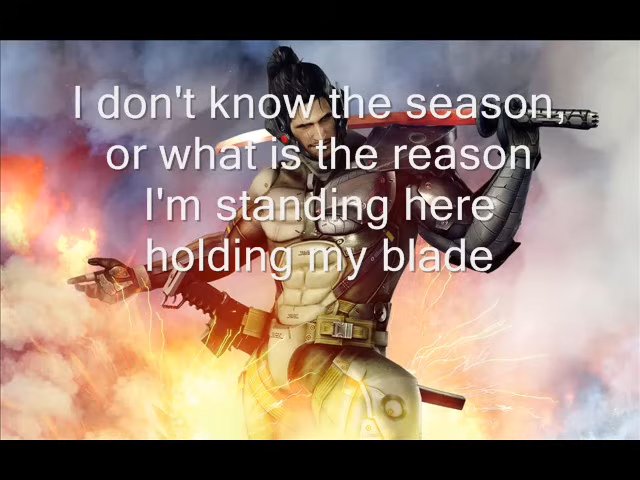 I don't know the season,
or what is the reason
I'm standing here
holding my blade